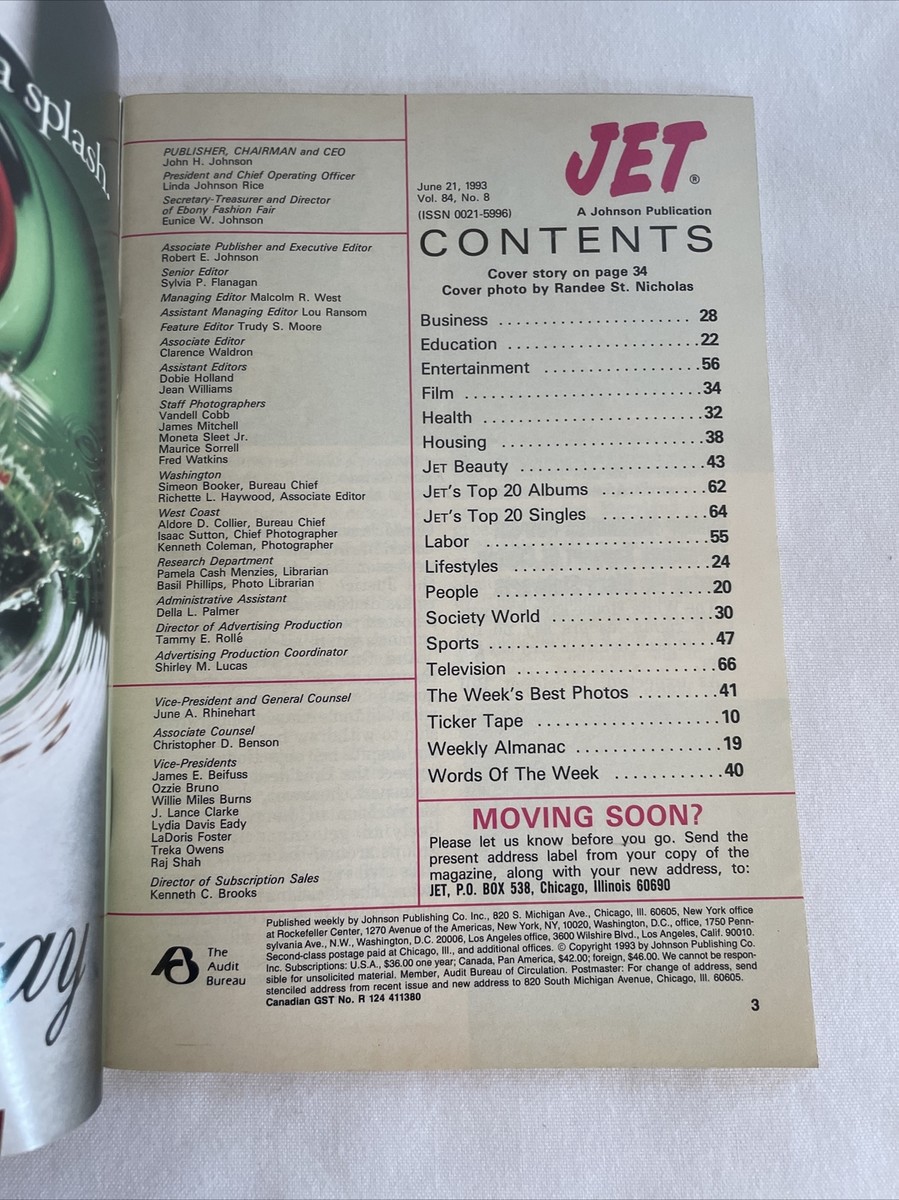 a splash.
ay
PUBLISHER, CHAIRMAN and CEO
John H. Johnson
President and Chief Operating Officer
Linda Johnson Rice
Secretary-Treasurer and Director
of Ebony Fashion Fair
Eunice W. Johnson
Associate Publisher and Executive Editor
Robert E. Johnson
Senior Editor
Sylvia P. Flanagan
Managing Editor Malcolm R. West
Assistant Managing Editor Lou Ransom
Feature Editor Trudy S. Moore
Associate Editor
Clarence Waldron
Assistant Editors
Dobie Holland
Jean Williams
Staff Photographers
Vandell Cobb
James Mitchell
Moneta Sleet Jr.
Maurice Sorrell
Fred Watkins
Washington
Simeon Booker, Bureau Chief
Richette L. Haywood, Associate Editor
West Coast
Aldore D. Collier, Bureau Chief
Isaac Sutton, Chief Photographer
Kenneth Coleman, Photographer
Research Department
Pamela Cash Menzies, Librarian
Basil Phillips, Photo Librarian
Administrative Assistant
Della L. Palmer
Director of Advertising Production
Tammy E. Rollé
Advertising Production Coordinator
Shirley M. Lucas
Vice-President and General Counsel
June A. Rhinehart
Associate Counsel
Christopher D. Benson
Vice-Presidents
James E. Beifuss
Ozzie Bruno
Willie Miles Burns
J. Lance Clarke
Lydia Davis Eady
LaDoris Foster
Treka Owens
Raj Shah
Director of Subscription Sales
Kenneth C. Brooks
JET®
June 21, 1993
Vol. 84, No. 8
(ISSN 0021-5996)
A Johnson Publication
CONTENTS
Cover story on page 34
Cover photo by Randee St. Nicholas
Business ........................ 28
Education ........................ 22
Entertainment .................... 56
Film ............................. 34
Health ........................... 32
Housing .......................... 38
JET Beauty ....................... 43
JET's Top 20 Albums .............. 62
JET's Top 20 Singles ............. 64
Labor ............................ 55
Lifestyles ....................... 24
People ........................... 20
Society World .................... 30
Sports ........................... 47
Television ....................... 66
The Week's Best Photos ......... 41
Ticker Tape ...................... 10
Weekly Almanac ................... 19
Words Of The Week ............ 40
MOVING SOON?
Please let us know before you go. Send the
present address label from your copy of the
magazine, along with your new address, to:
JET, P.O. BOX 538, Chicago, Illinois 60690
The
Audit
Bureau
Published weekly by Johnson Publishing Co. Inc., 820 S. Michigan Ave., Chicago, Ill. 60605, New York office
at Rockefeller Center, 1270 Avenue of the Americas, New York, NY, 10020, Washington, D.C., office, 1750 Penn-
sylvania Ave., N.W., Washington, D.C. 20006, Los Angeles office, 3600 Wilshire Blvd., Los Angeles, Calif. 90010.
Second-class postage paid at Chicago, Ill., and additional offices. © Copyright 1993 by Johnson Publishing Co.
Inc. Subscriptions: U.S.A., $36.00 one year; Canada, Pan America, $42.00; foreign, $46.00. We cannot be respon-
sible for unsolicited material. Member, Audit Bureau of Circulation. Postmaster: For change of address, send
stenciled address from recent issue and new address to 820 South Michigan Avenue, Chicago, Ill. 60605.
Canadian GST No. R 124 411380
3